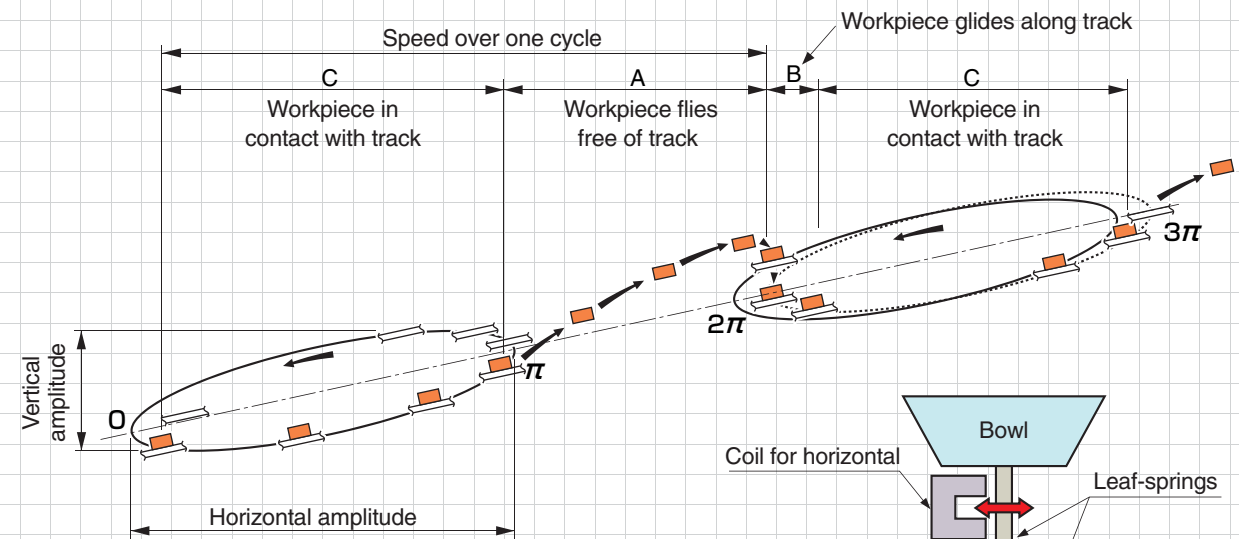 Workpiece glides along track
Speed over one cycle
C
A
B
C
Workpiece in
contact with track
Workpiece flies
free of track
Workpiece in
contact with track
3π
2π
π
Vertical
amplitude
0
Bowl
Coil for horizontal
Leaf-springs
Horizontal amplitude